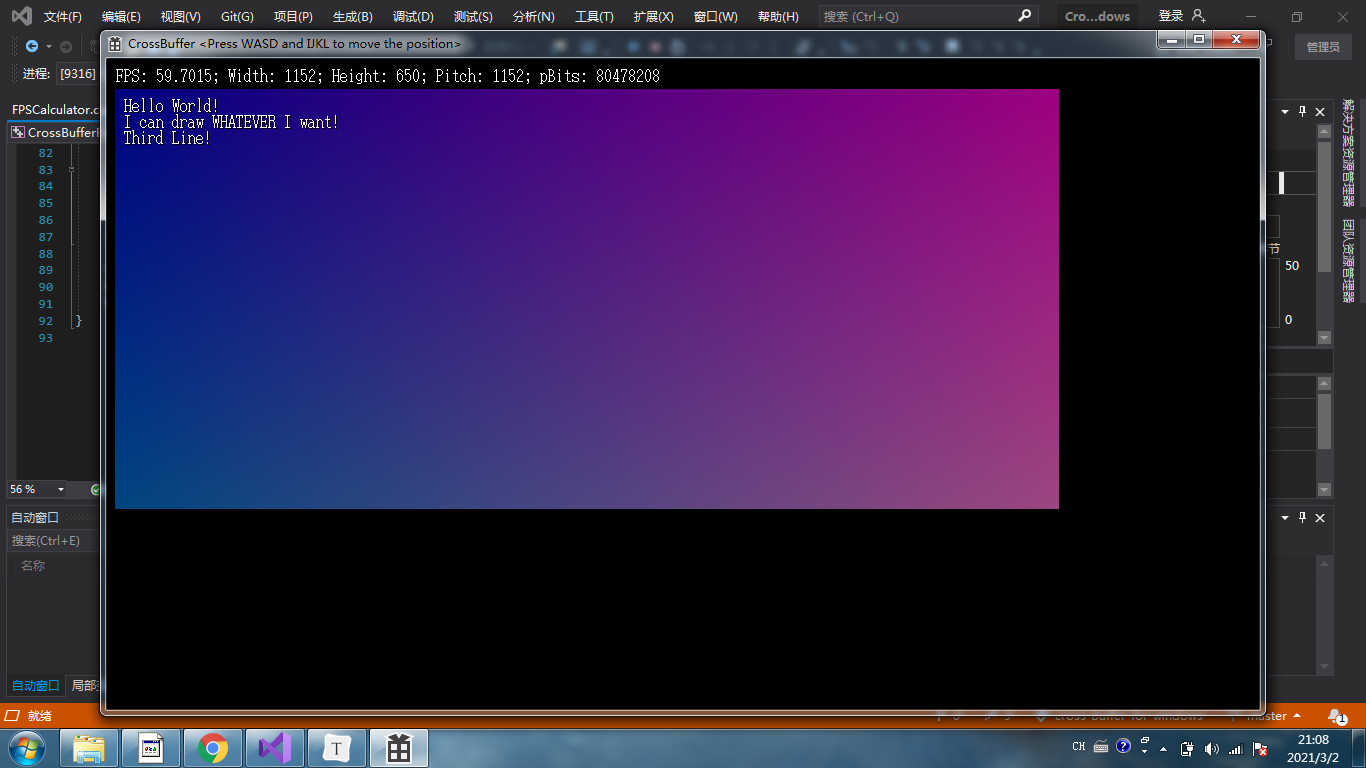 文件(F) 编辑(E) 视图(V) Git(G) 项目(P) 生成(B) 调试(D) 测试(S) 分析(N) 工具(T) 扩展(X) 窗口(W) 帮助(H) 搜索 (Ctrl+Q) Cro...dows 登录
CrossBuffer <Press WASD and IJKL to move the position>
管理员
进程: [9316]
FPS: 59.7015; Width: 1152; Height: 650; Pitch: 1152; pBits: 80478208
FPSCalculator.c
CrossBufferF
Hello World!
I can draw WHATEVER I want!
Third Line!
82
83
84
85
86
87
88
89
90
91
92 }
93
解决方案资源管理器
团队资源管理器
节
50
0
56 %
自动窗口
搜索(Ctrl+E)
名称
自动窗口 局部
就绪
cross-buffer-for-windows master 1
CH 21:08
2021/3/2